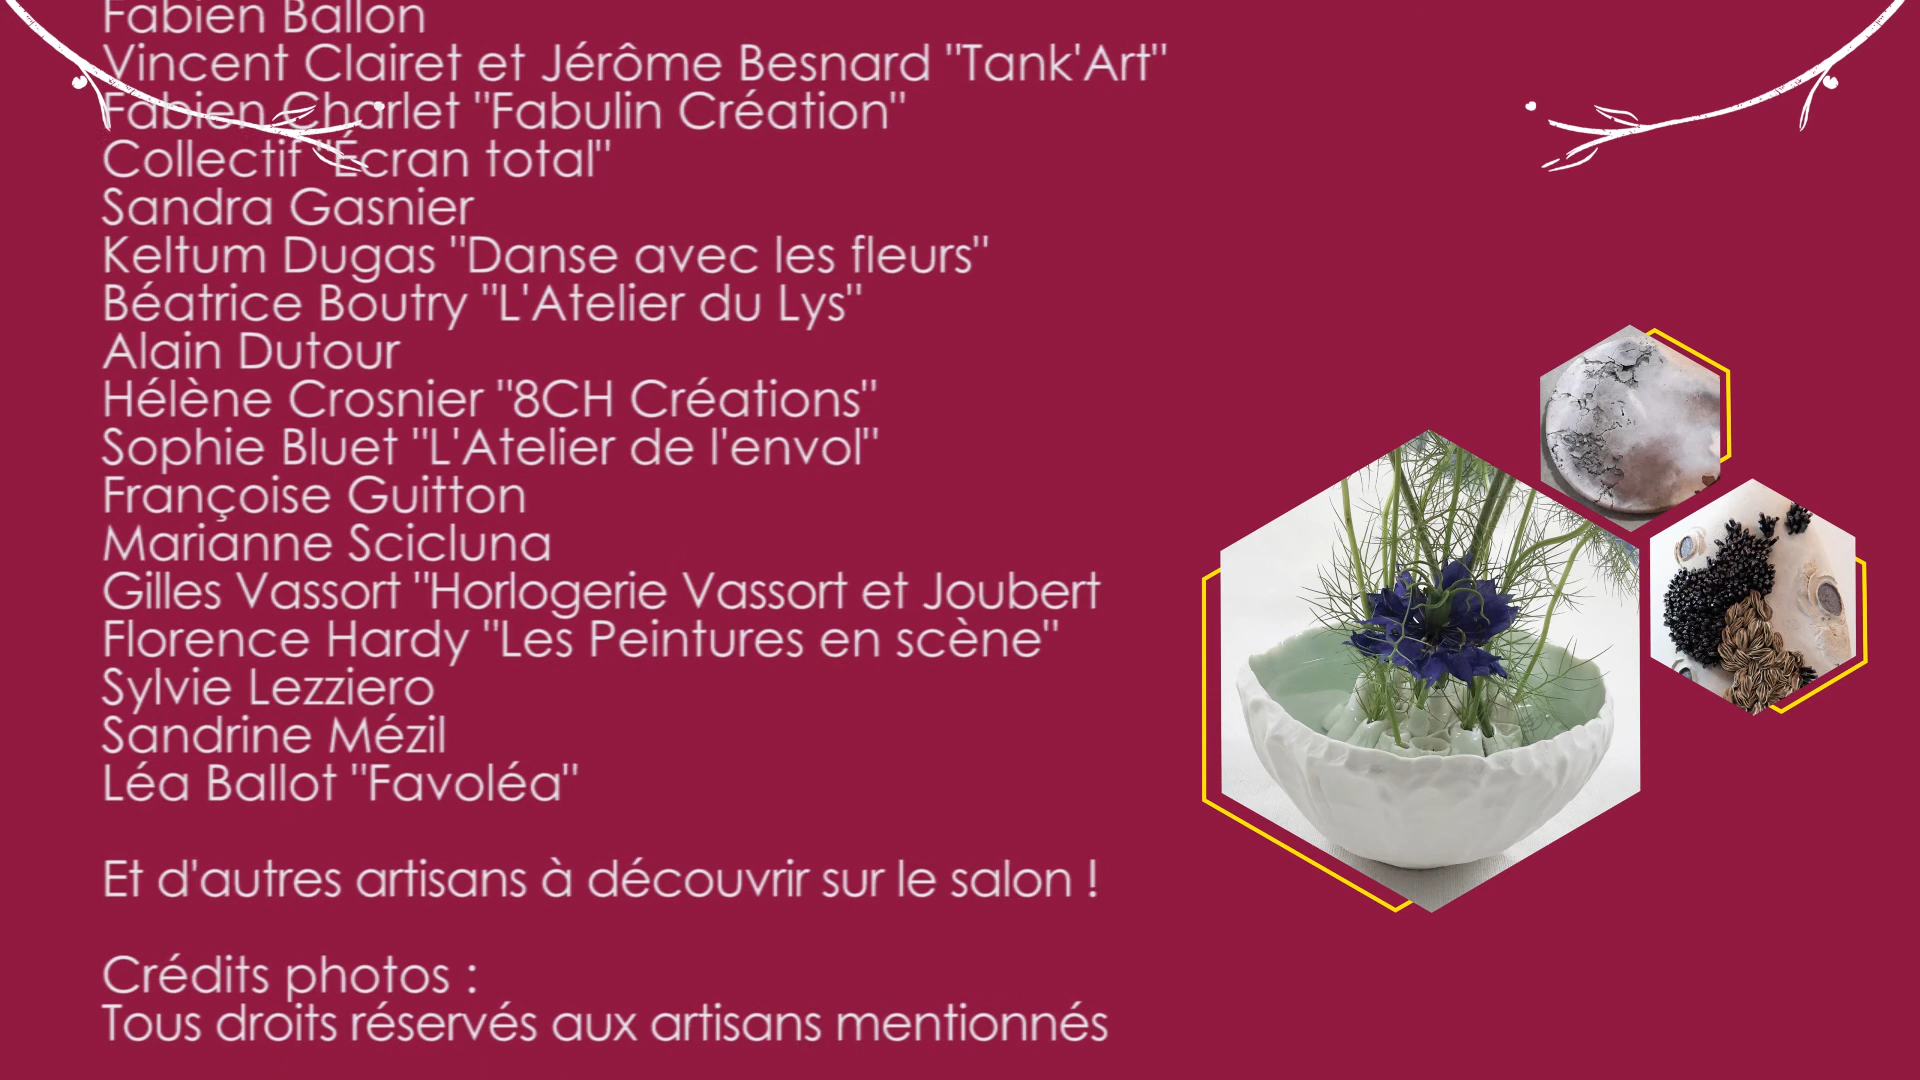 Fabien Ballon
Vincent Clairet et Jérôme Besnard "Tank'Art"
Fabien Charlet "Fabulin Création"
Collectif "Écran total"
Sandra Gasnier
Keltum Dugas "Danse avec les fleurs"
Béatrice Boutry "L'Atelier du Lys"
Alain Dutour
Hélène Crosnier "8CH Créations"
Sophie Bluet "L'Atelier de l'envol"
Françoise Guitton
Marianne Scicluna
Gilles Vassort "Horlogerie Vassort et Joubert
Florence Hardy "Les Peintures en scène"
Sylvie Lezziero
Sandrine Mézil
Léa Ballot "Favoléa"
Et d'autres artisans à découvrir sur le salon !
Crédits photos :
Tous droits réservés aux artisans mentionnés